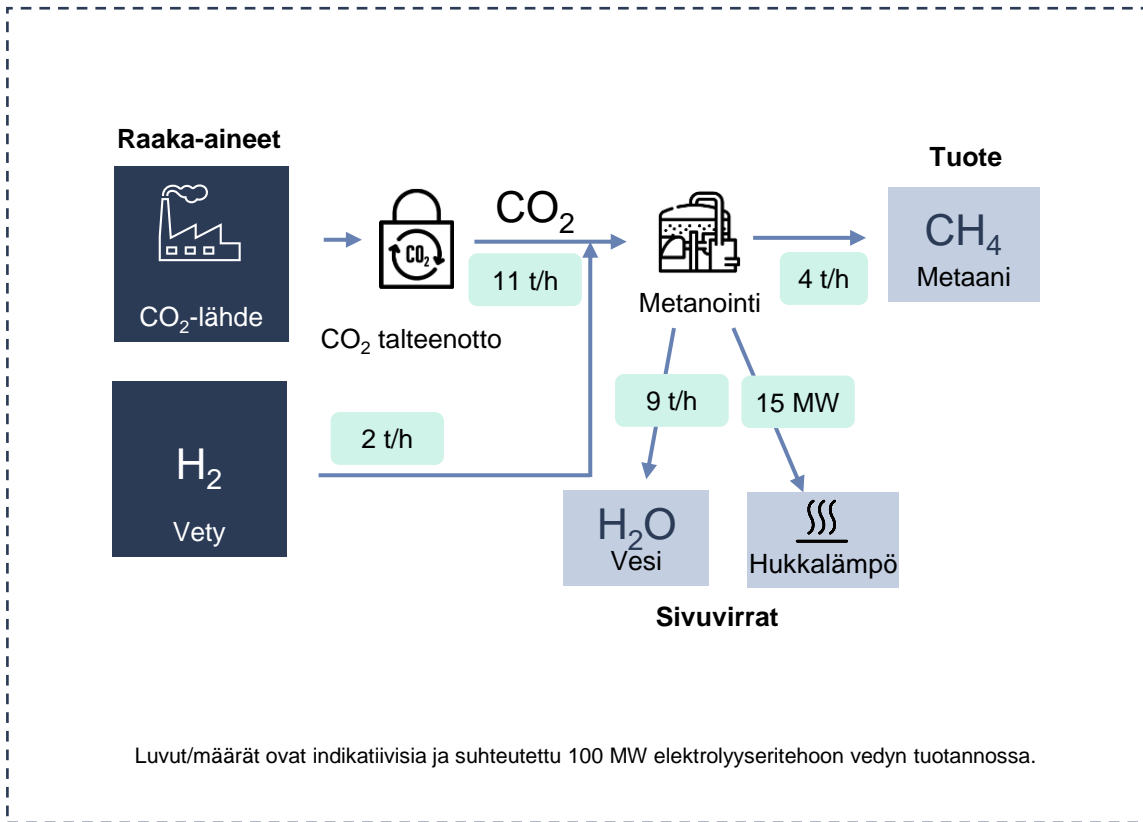 Raaka-aineet
CO₂-lähde
CO₂
CO₂ talteenotto
CO₂
11 t/h
Metanointi
Tuote
4 t/h
CH₄
Metaani
H₂
Vety
2 t/h
9 t/h
15 MW
H₂O
Vesi
Hukkalämpö
Sivuvirrat
Luvut/määrät ovat indikatiivisia ja suhteutettu 100 MW elektrolyyseritehoon vedyn tuotannossa.